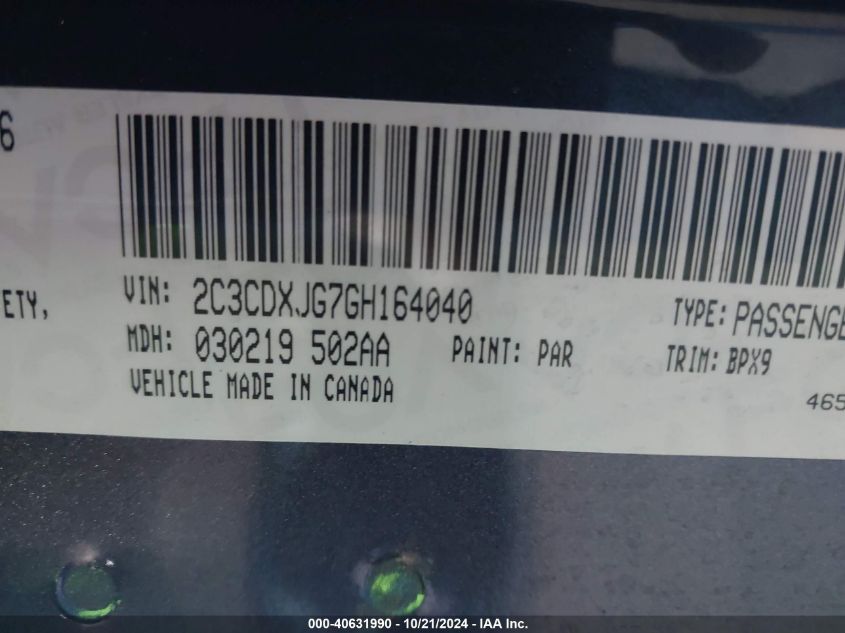 6
ETY,
VIN: 2C3CDXJG7GH164040
TYPE: PASSENGE
MDH: 030219 502AA
PAINT: PAR
TRIM: BPX9
VEHICLE MADE IN CANADA
465
000-40631990 - 10/21/2024 - IAA Inc.